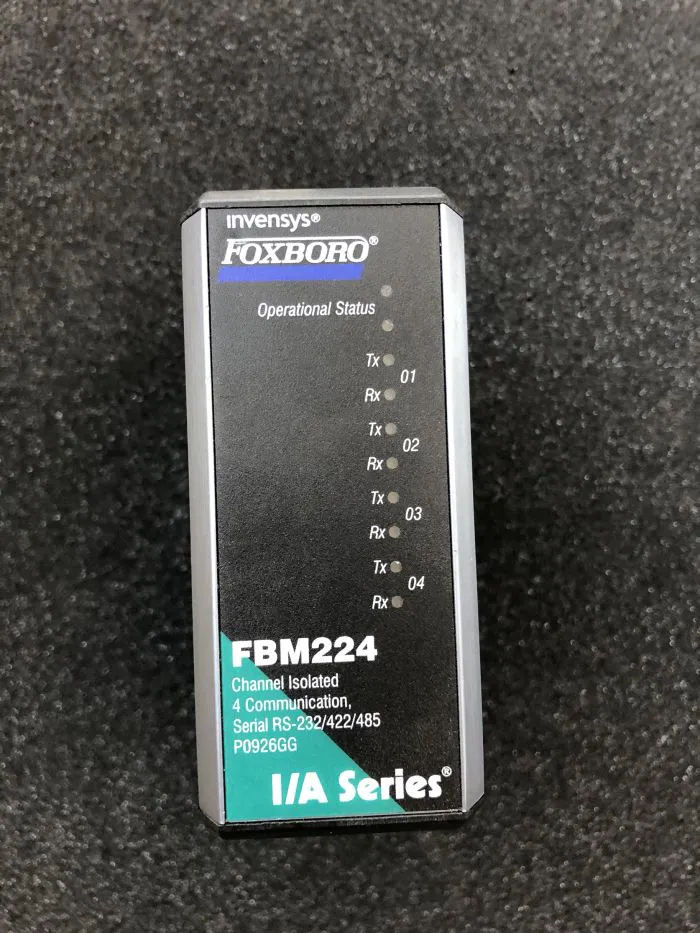 invensys®
FOXBORO®
Operational Status
Tx
01
Rx
Tx
02
Rx
Tx
03
Rx
Tx
04
Rx
FBM224
Channel Isolated
4 Communication,
Serial RS-232/422/485
P0926GG
I/A Series®